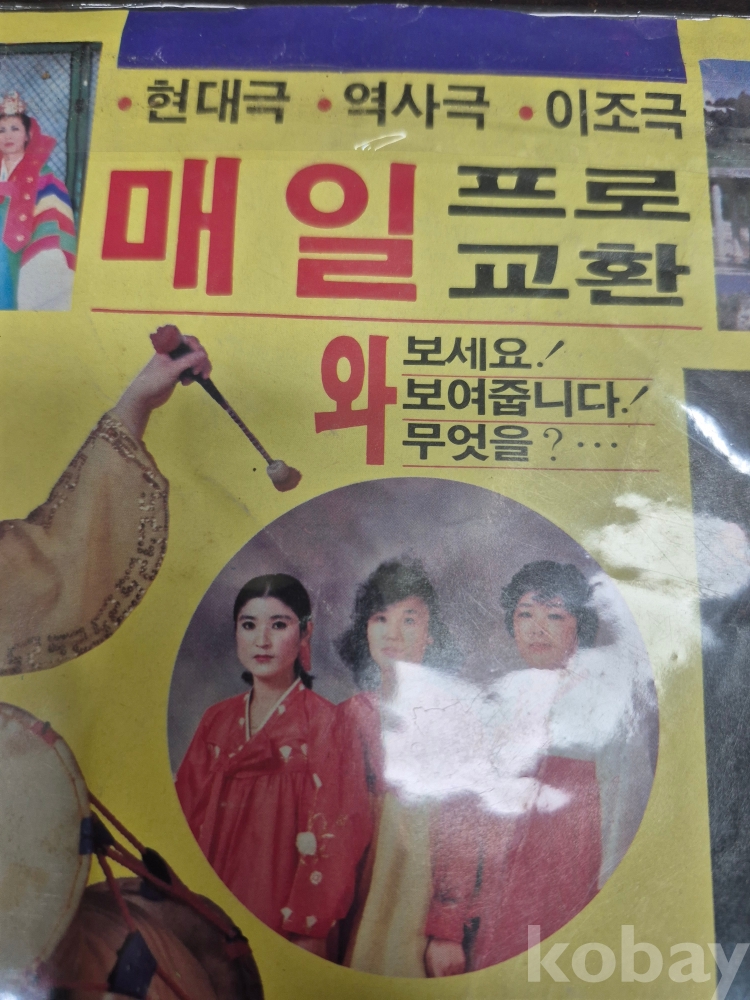 • 현대극 • 역사극 • 이조극
매일 프로
교환
와 보세요!
보여줍니다!
무엇을?…
kobay